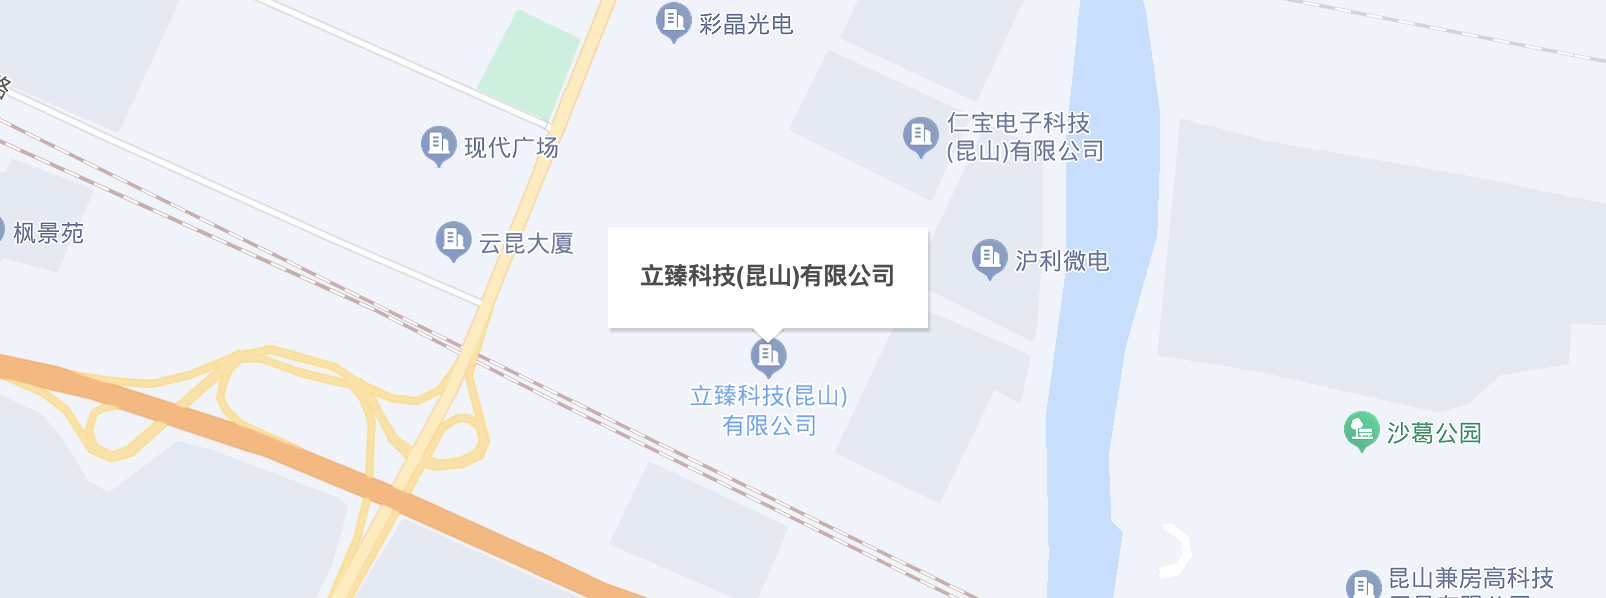 彩晶光电
路
仁宝电子科技
(昆山)有限公司
现代广场
枫景苑
云昆大厦
沪利微电
立臻科技(昆山)有限公司
立臻科技(昆山)
有限公司
沙葛公园
昆山兼房高科技